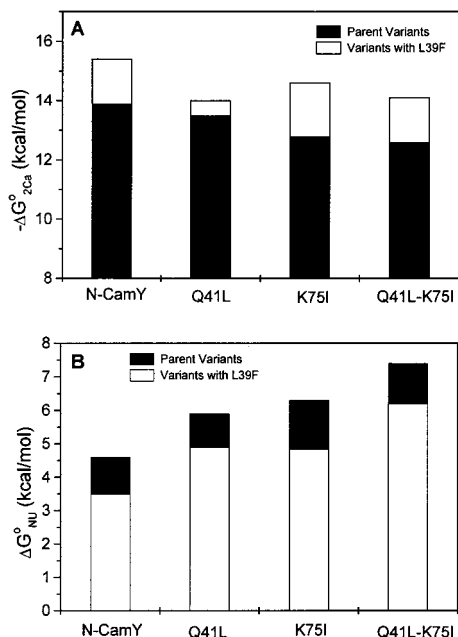 A
Parent Variants
Variants with L39F
-ΔG°2Ca (kcal/mol)
16
14
12
10
8
N-CamY Q41L K75I Q41L-K75I
B
Parent Variants
Variants with L39F
ΔG°NU (kcal/mol)
8
7
6
5
4
3
2
1
0
N-CamY Q41L K75I Q41L-K75I